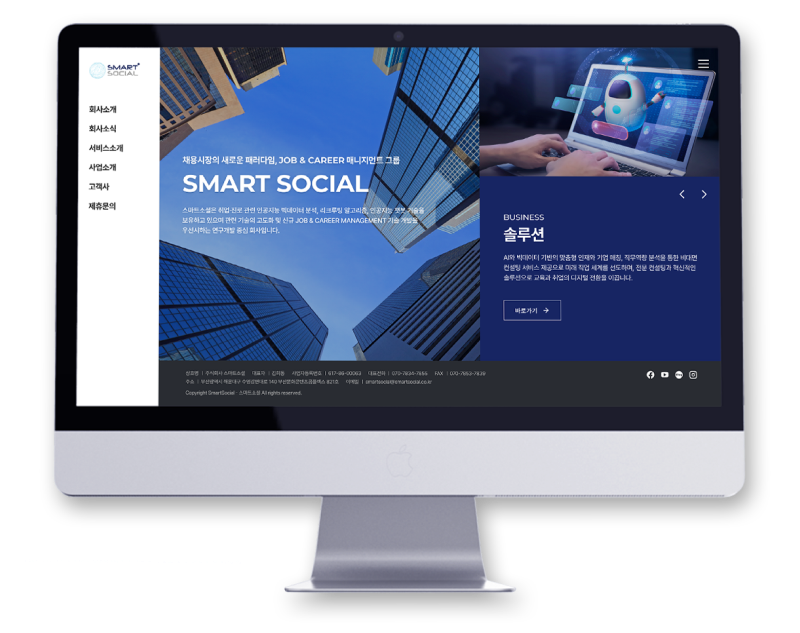 SMART
SOCIAL
회사소개
회사소식
서비스소개
사업소개
고객사
제휴문의
채용시장의 새로운 패러다임, JOB & CAREER 매니지먼트 그룹
SMART SOCIAL
스마트소셜은 취업·진로 관련 인공지능 빅데이터 분석, 리크루팅 알고리즘, 인공지능 챗봇 기술을
보유하고 있으며 관련 기술의 고도화 및 신규 JOB & CAREER MANAGEMENT 기술 개발을
우선시하는 연구개발 중심 회사입니다.
BUSINESS
솔루션
AI와 빅데이터 기반의 맞춤형 인재와 기업 매칭, 직무역량 분석을 통한 비대면
컨설팅 서비스 제공으로 미래 직업 세계를 선도하며, 전문 컨설팅과 혁신적인
솔루션으로 교육과 취업의 디지털 전환을 이끕니다.
바로가기
상호명 | 주식회사 스마트소셜 대표자 | 사업자등록번호 | 대표전화 | 070-7834-7866 FAX | 070-7853-7839
주소 | 부산광역시 해운대구 이메일 | smartsocial@smartsocial.co.kr
Copyright SmartSocial - 스마트소셜 All rights reserved.